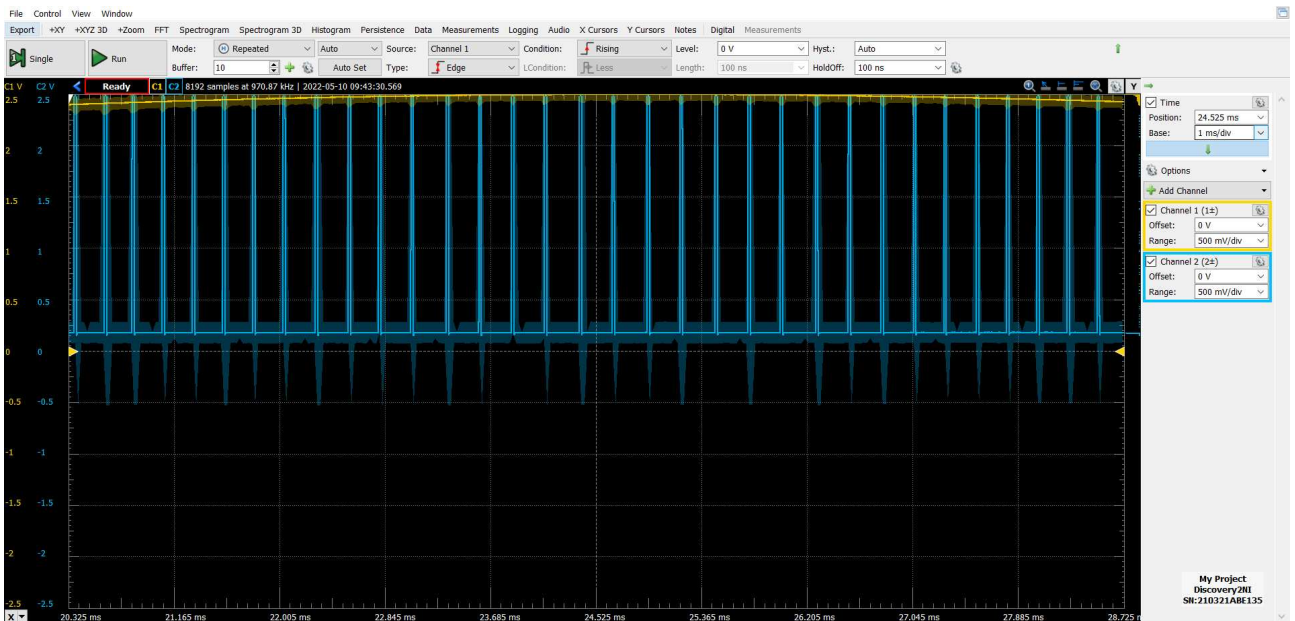 File Control View Window
Export +XY +XYZ 3D +Zoom FFT Spectrogram Spectrogram 3D Histogram Persistence Data Measurements Logging Audio X Cursors Y Cursors Notes Digital Measurements
Single Run Mode: Repeated Auto Source: Channel 1 Condition: Rising Level: 0 V Hyst.: Auto
Buffer: 10 Auto Set Type: Edge LCondition: Less Length: 100 ns HoldOff: 100 ns
C1 V C2 V Ready C1 C2 8192 samples at 970.87 kHz | 2022-05-10 09:43:30.569 Y
2.5 2.5
2 2
1.5 1.5
1 1
0.5 0.5
0 0
-0.5 -0.5
-1 -1
-1.5 -1.5
-2 -2
-2.5 -2.5
X 20.325 ms 21.165 ms 22.005 ms 22.845 ms 23.685 ms 24.525 ms 25.365 ms 26.205 ms 27.045 ms 27.885 ms 28.725
Time
Position: 24.525 ms
Base: 1 ms/div
Options
Add Channel
Channel 1 (1±)
Offset: 0 V
Range: 500 mV/div
Channel 2 (2±)
Offset: 0 V
Range: 500 mV/div
My Project
Discovery2NI
SN:210321ABE135